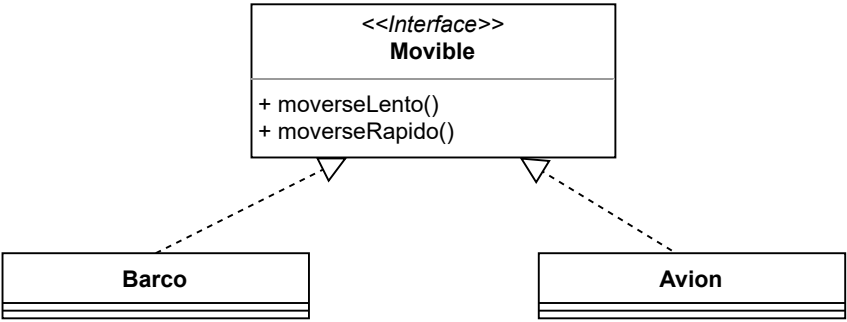 <<Interface>>
Movible
+ moverseLento()
+ moverseRapido()
Barco
Avion